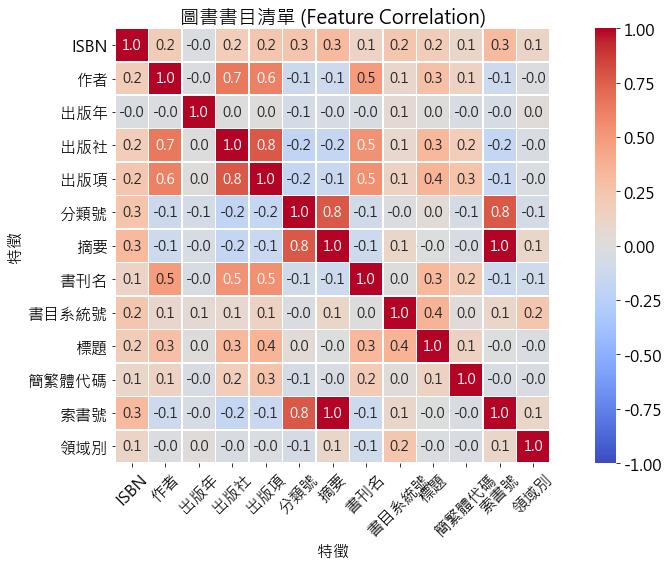 圖書書目清單 (Feature Correlation)
ISBN 1.0 0.2 -0.0 0.2 0.2 0.3 0.3 0.1 0.2 0.2 0.1 0.3 0.1
作者 0.2 1.0 -0.0 0.7 0.6 -0.1 -0.1 0.5 0.1 0.3 0.1 -0.1 -0.0
出版年 -0.0 -0.0 1.0 0.0 0.0 -0.1 -0.0 -0.0 0.1 0.0 -0.0 -0.0 0.0
出版社 0.2 0.7 0.0 1.0 0.8 -0.2 -0.2 0.5 0.1 0.3 0.2 -0.2 -0.0
出版項 0.2 0.6 0.0 0.8 1.0 -0.2 -0.1 0.5 0.1 0.4 0.3 -0.1 -0.0
分類號 0.3 -0.1 -0.1 -0.2 -0.2 1.0 0.8 -0.1 -0.0 0.0 -0.1 0.8 -0.1
摘要 0.3 -0.1 -0.0 -0.2 -0.1 0.8 1.0 -0.1 0.1 -0.0 -0.0 1.0 0.1
書刊名 0.1 0.5 -0.0 0.5 0.5 -0.1 -0.1 1.0 0.0 0.3 0.2 -0.1 -0.1
書目系統號 0.2 0.1 0.1 0.1 0.1 -0.0 0.1 0.0 1.0 0.4 0.0 0.1 0.2
標題 0.2 0.3 0.0 0.3 0.4 0.0 -0.0 0.3 0.4 1.0 0.1 -0.0 -0.0
簡繁體代碼 0.1 0.1 -0.0 0.2 0.3 -0.1 -0.0 0.2 0.0 0.1 1.0 -0.0 -0.0
索書號 0.3 -0.1 -0.0 -0.2 -0.1 0.8 1.0 -0.1 0.1 -0.0 -0.0 1.0 0.1
領域別 0.1 -0.0 0.0 -0.0 -0.0 -0.1 0.1 -0.1 0.2 -0.0 -0.0 0.1 1.0
特徵
ISBN 作者 出版年 出版社 出版項 分類號 摘要 書刊名 書目系統號 標題 簡繁體代碼 索書號 領域別
特徵
1.00
0.75
0.50
0.25
0.00
-0.25
-0.50
-0.75
-1.00